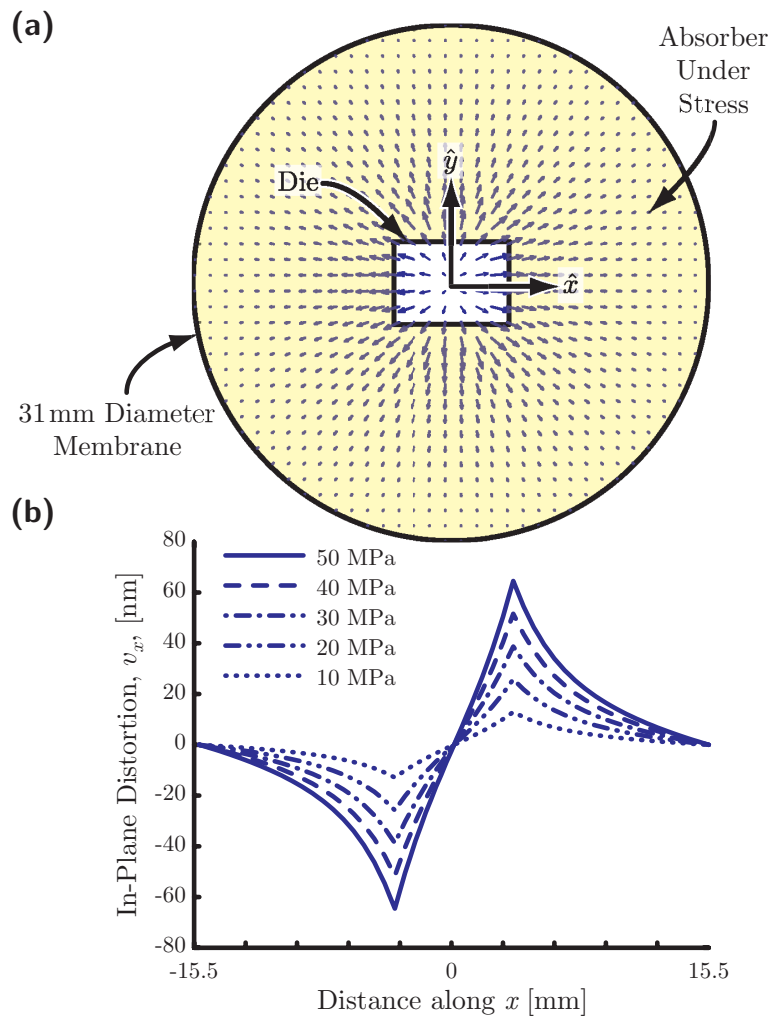 (a)
Absorber
Under
Stress
ŷ
Die
x̂
31 mm Diameter
Membrane
(b)
80
60
40
20
0
-20
-40
-60
-80
In-Plane Distortion, vₓ, [nm]
50 MPa
40 MPa
30 MPa
20 MPa
10 MPa
-15.5 0 15.5
Distance along x [mm]